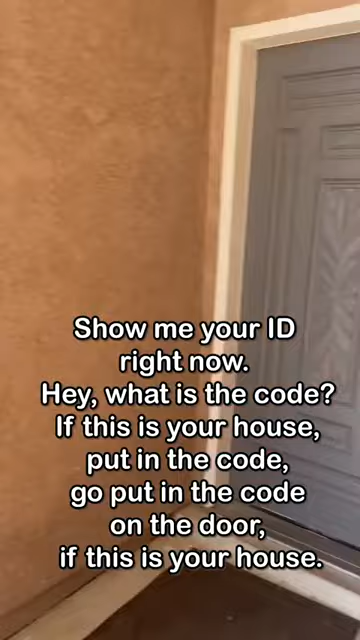 Show me your ID
right now.
Hey, what is the code?
If this is your house,
put in the code,
go put in the code
on the door,
if this is your house.